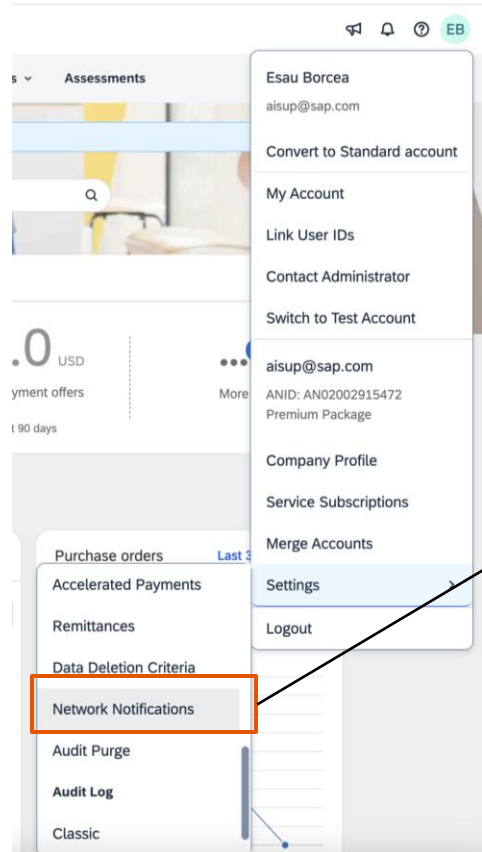 EB
s
Assessments
Esau Borcea
aisup@sap.com
Convert to Standard account
My Account
Link User IDs
Contact Administrator
Switch to Test Account
.0 USD
...
yment offers
More
t 90 days
aisup@sap.com
ANID: AN02002915472
Premium Package
Company Profile
Service Subscriptions
Merge Accounts
Settings
Logout
Purchase orders
Last 3
Accelerated Payments
Remittances
Data Deletion Criteria
Network Notifications
Audit Purge
Audit Log
Classic